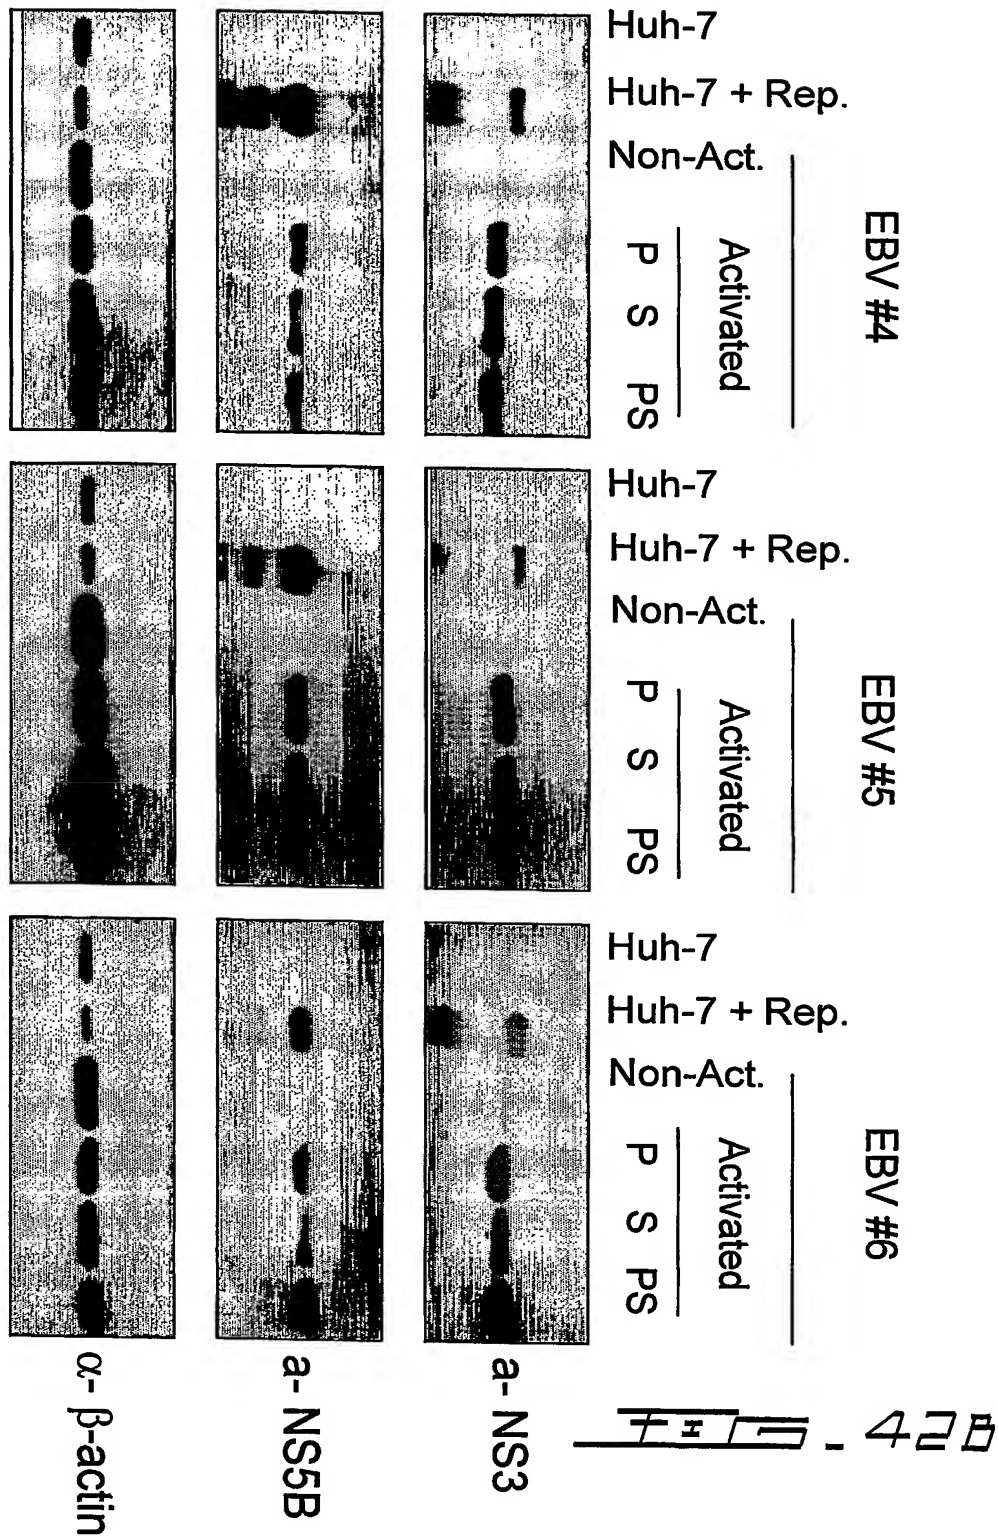 EBV #4
EBV #5
EBV #6
Activated
Activated
Activated
Huh-7
Huh-7 + Rep.
Non-Act.
P
S
PS
Huh-7
Huh-7 + Rep.
Non-Act.
P
S
PS
Huh-7
Huh-7 + Rep.
Non-Act.
P
S
PS
a- NS3
a- NS5B
α- β-actin
FIG. 42B